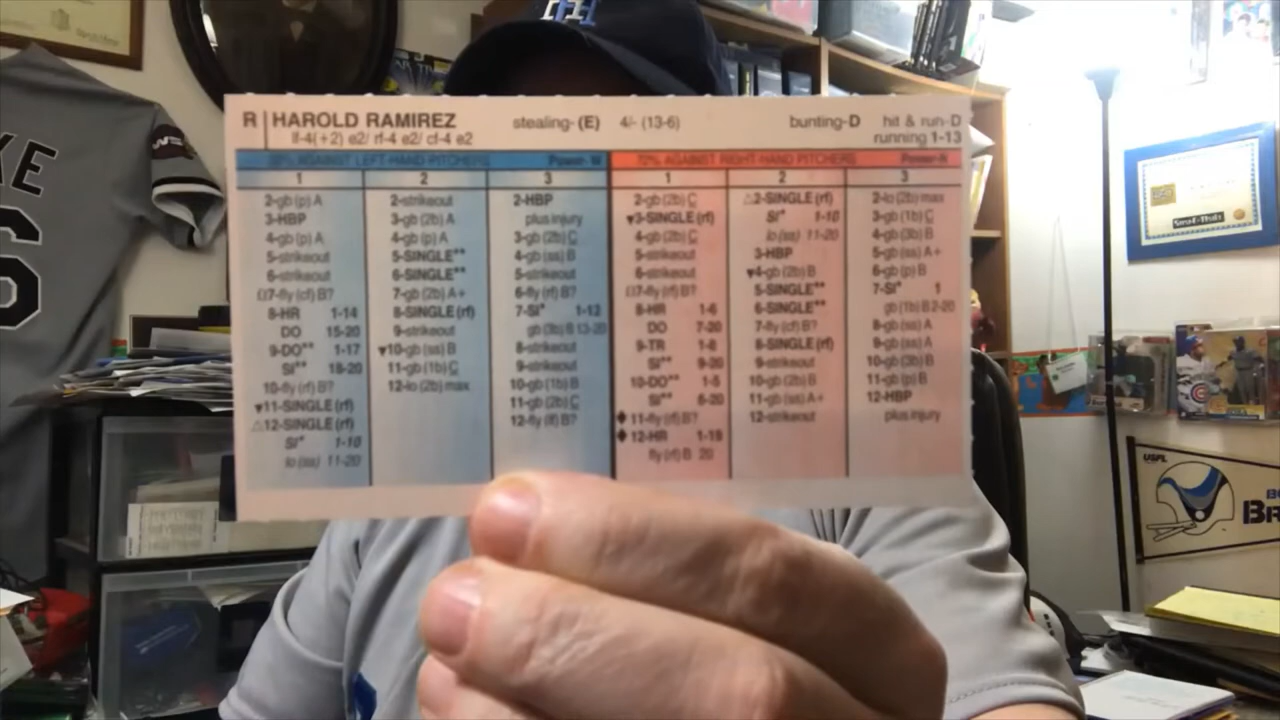 KE
R HAROLD RAMIREZ stealing- (E) 4/- (13-6) bunting-D hit & run-D
lf-4(+2) e2/ rf-4 e2/ cf-4 e2 running 1-13
AGAINST LEFT-HAND PITCHERS Power-N 72% AGAINST RIGHT-HAND PITCHERS Power-N
1 2 3 1 2 3
2-gb (p) A
3-HBP
4-gb (p) A
5-strikeout
6-strikeout
7-fly (cf) B?
8-HR 1-14
DO 15-20
9-DO** 1-17
SI** 18-20
10-fly (rf) B?
▼11-SINGLE (rf)
△12-SINGLE (rf)
SI* 1-10
lo (ss) 11-20
2-strikeout
3-gb (2b) A
4-gb (p) A
5-SINGLE**
6-SINGLE**
7-gb (2b) A+
8-SINGLE (rf)
9-strikeout
▼10-gb (ss) B
11-gb (1b) C
12-lo (2b) max
2-HBP
plus injury
3-gb (2b) C
4-gb (ss) B
5-strikeout
6-fly (rf) B?
7-SI* 1-12
gb (3b) B 13-20
8-strikeout
9-strikeout
10-gb (1b) B
11-gb (2b) C
12-fly (lf) B?
2-gb (2b) C
▼3-SINGLE (rf)
4-gb (2b) C
5-strikeout
6-strikeout
7-fly (cf) B?
8-HR 1-6
DO 7-20
9-TR 1-8
SI** 9-20
10-DO** 1-5
SI** 6-20
♦11-fly (rf) B?
♦12-HR 1-19
fly (rf) B 20
△2-SINGLE (rf)
SI* 1-10
lo (ss) 11-20
3-HBP
▼4-gb (2b) B
5-SINGLE**
6-SINGLE**
7-fly (cf) B?
8-SINGLE (rf)
9-strikeout
10-gb (2b) B
11-gb (ss) A+
12-strikeout
2-lo (2b) max
3-gb (1b) C
4-gb (3b) B
5-gb (ss) A+
6-gb (p) B
7-SI* 1
gb (1b) B 2-20
8-gb (ss) A
9-gb (ss) A
10-gb (3b) B
11-gb (p) B
12-HBP
plus injury
USFL